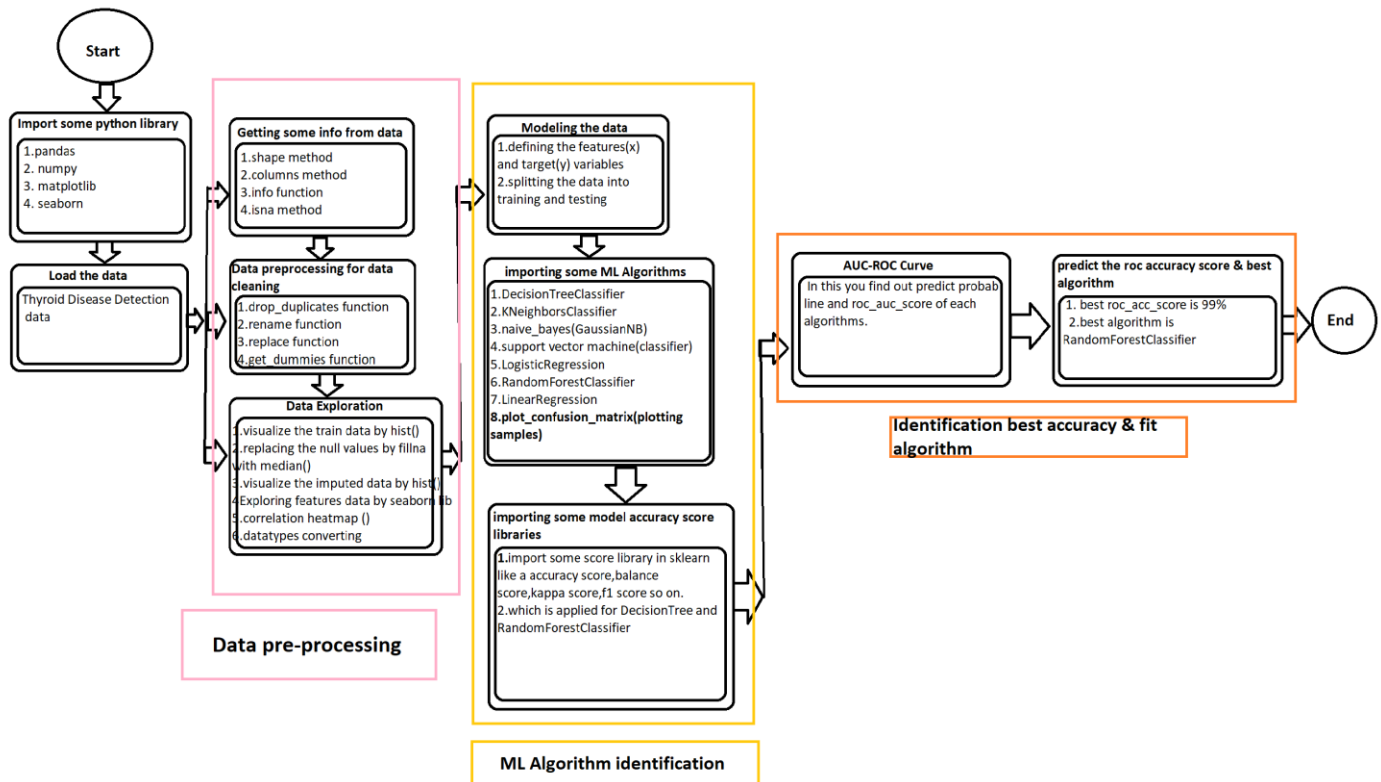 Start
Import some python library
1.pandas
2. numpy
3. matplotlib
4. seaborn
Load the data
Thyroid Disease Detection
data
Getting some info from data
1.shape method
2.columns method
3.info function
4.isna method
Data preprocessing for data
cleaning
1.drop_duplicates function
2.rename function
3.replace function
4.get_dummies function
Data Exploration
1.visualize the train data by hist()
2.replacing the null values by fillna
with median()
3.visualize the imputed data by hist()
4Exploring features data by seaborn lib
5.correlation heatmap ()
6.datatypes converting
Data pre-processing
Modeling the data
1.defining the features(x)
and target(y) variables
2.splitting the data into
training and testing
importing some ML Algorithms
1.DecisionTreeClassifier
2.KNeighborsClassifier
3.naive_bayes(GaussianNB)
4.support vector machine(classifier)
5.LogisticRegression
6.RandomForestClassifier
7.LinearRegression
8.plot_confusion_matrix(plotting
samples)
importing some model accuracy score
libraries
1.import some score library in sklearn
like a accuracy score,balance
score,kappa score,f1 score so on.
2.which is applied for DecisionTree and
RandomForestClassifier
ML Algorithm identification
AUC-ROC Curve
In this you find out predict probab
line and roc_auc_score of each
algorithms.
predict the roc accuracy score & best
algorithm
1. best roc_acc_score is 99%
2.best algorithm is
RandomForestClassifier
Identification best accuracy & fit
algorithm
End